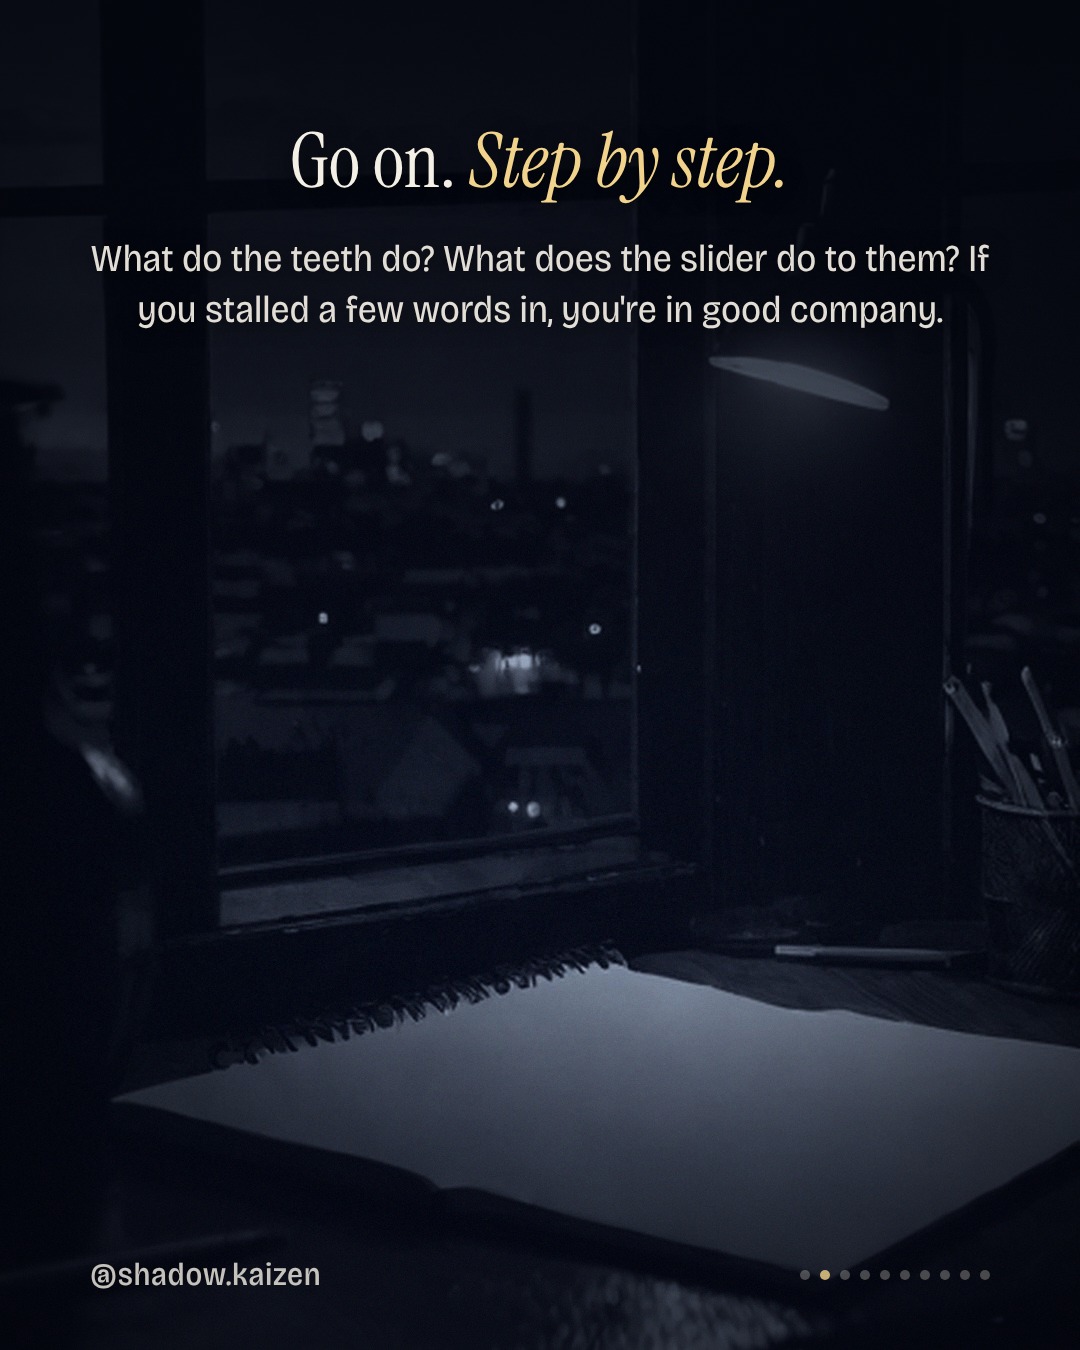 Go on. Step by step.
What do the teeth do? What does the slider do to them? If
you stalled a few words in, you're in good company.
@shadow.kaizen